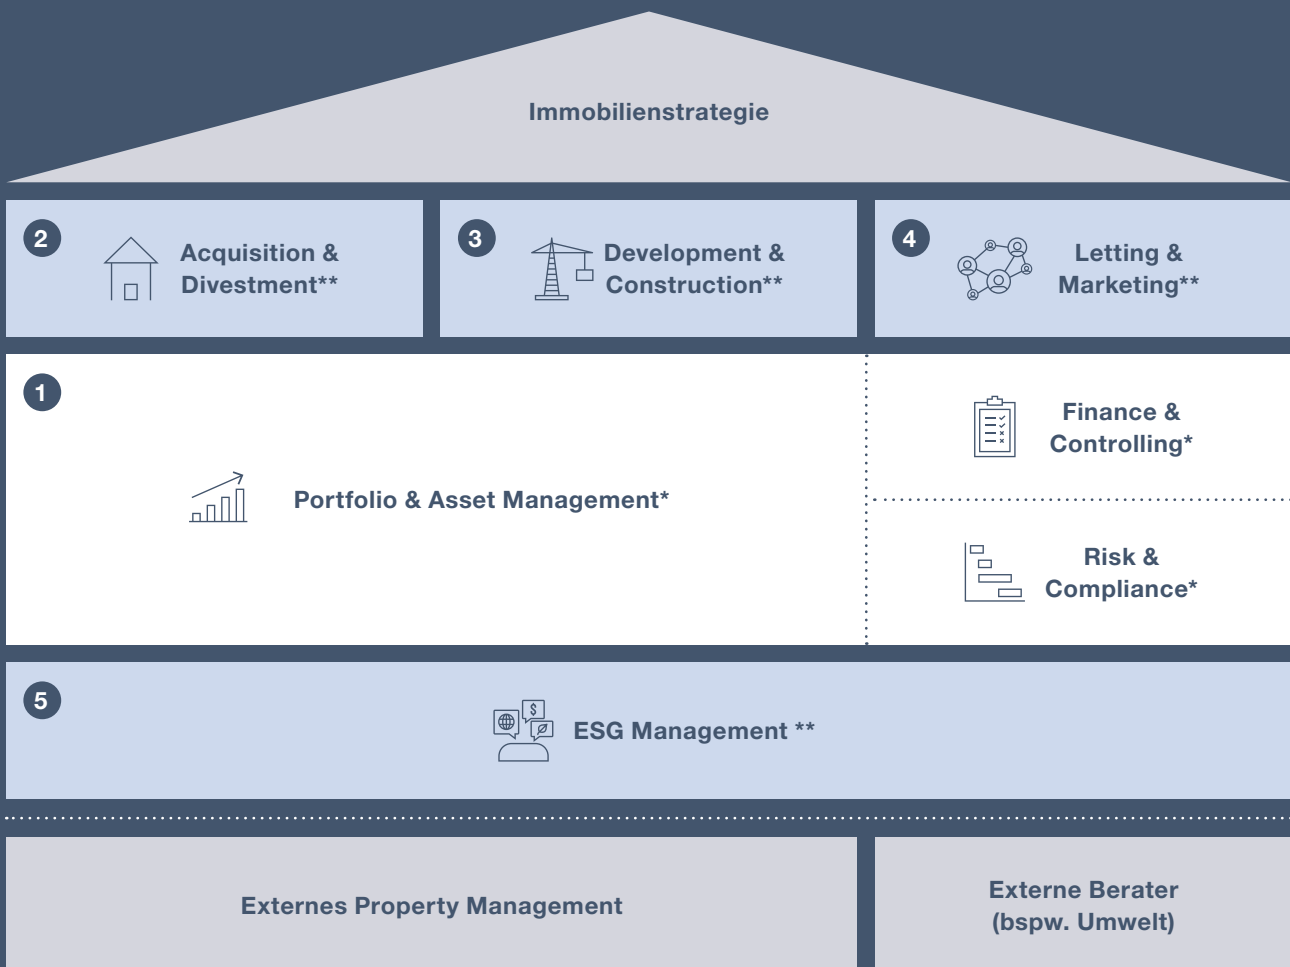 Immobilienstrategie
2
Acquisition &
Divestment**
3
Development &
Construction**
4
Letting &
Marketing**
1
Portfolio & Asset Management*
Finance &
Controlling*
Risk &
Compliance*
5
$
ESG Management **
Externes Property Management
Externe Berater
(bspw. Umwelt)